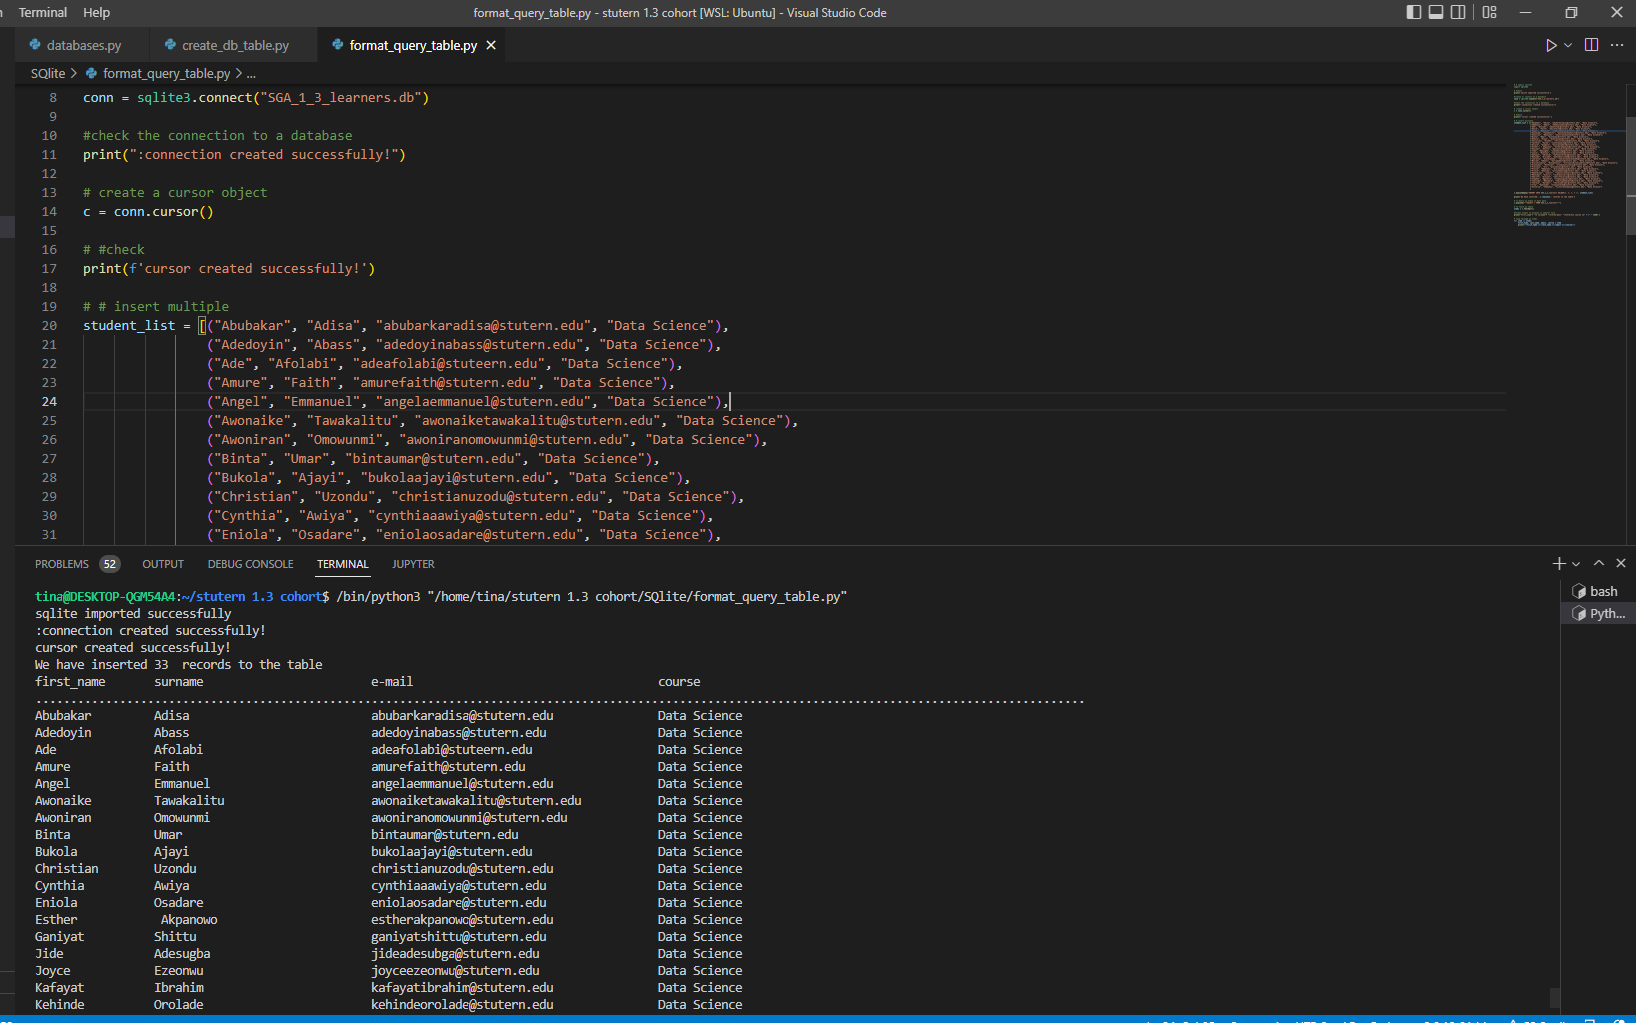 Terminal Help format_query_table.py - stutern 1.3 cohort [WSL: Ubuntu] - Visual Studio Code
databases.py create_db_table.py format_query_table.py
SQlite > format_query_table.py > ...
8 conn = sqlite3.connect("SGA_1_3_learners.db")
9
10 #check the connection to a database
11 print(":connection created successfully!")
12
13 # create a cursor object
14 c = conn.cursor()
15
16 # #check
17 print(f'cursor created successfully!')
18
19 # # insert multiple
20 student_list = [("Abubakar", "Adisa", "abubarkaradisa@stutern.edu", "Data Science"),
21 ("Adedoyin", "Abass", "adedoyinabass@stutern.edu", "Data Science"),
22 ("Ade", "Afolabi", "adeafolabi@stuteern.edu", "Data Science"),
23 ("Amure", "Faith", "amurefaith@stutern.edu", "Data Science"),
24 ("Angel", "Emmanuel", "angelaemmanuel@stutern.edu", "Data Science"),
25 ("Awonaike", "Tawakalitu", "awonaiketawakalitu@stutern.edu", "Data Science"),
26 ("Awoniran", "Omowunmi", "awoniranomowunmi@stutern.edu", "Data Science"),
27 ("Binta", "Umar", "bintaumar@stutern.edu", "Data Science"),
28 ("Bukola", "Ajayi", "bukolaajayi@stutern.edu", "Data Science"),
29 ("Christian", "Uzondu", "christianuzodu@stutern.edu", "Data Science"),
30 ("Cynthia", "Awiya", "cynthiaaawiya@stutern.edu", "Data Science"),
31 ("Eniola", "Osadare", "eniolaosadare@stutern.edu", "Data Science"),
PROBLEMS 52 OUTPUT DEBUG CONSOLE TERMINAL JUPYTER
tina@DESKTOP-QGM54A4:~/stutern 1.3 cohort$ /bin/python3 "/home/tina/stutern 1.3 cohort/SQlite/format_query_table.py"
bash
sqlite imported successfully
Pyth...
:connection created successfully!
cursor created successfully!
We have inserted 33  records to the table
first_name surname e-mail course
......................................................................................................................................................
Abubakar Adisa abubarkaradisa@stutern.edu Data Science
Adedoyin Abass adedoyinabass@stutern.edu Data Science
Ade Afolabi adeafolabi@stuteern.edu Data Science
Amure Faith amurefaith@stutern.edu Data Science
Angel Emmanuel angelaemmanuel@stutern.edu Data Science
Awonaike Tawakalitu awonaiketawakalitu@stutern.edu Data Science
Awoniran Omowunmi awoniranomowunmi@stutern.edu Data Science
Binta Umar bintaumar@stutern.edu Data Science
Bukola Ajayi bukolaajayi@stutern.edu Data Science
Christian Uzondu christianuzodu@stutern.edu Data Science
Cynthia Awiya cynthiaaawiya@stutern.edu Data Science
Eniola Osadare eniolaosadare@stutern.edu Data Science
Esther Akpanowo estherakpanowo@stutern.edu Data Science
Ganiyat Shittu ganiyatshittu@stutern.edu Data Science
Jide Adesugba jideadesubga@stutern.edu Data Science
Joyce Ezeonwu joyceezeonwu@stutern.edu Data Science
Kafayat Ibrahim kafayatibrahim@stutern.edu Data Science
Kehinde Orolade kehindeorolade@stutern.edu Data Science